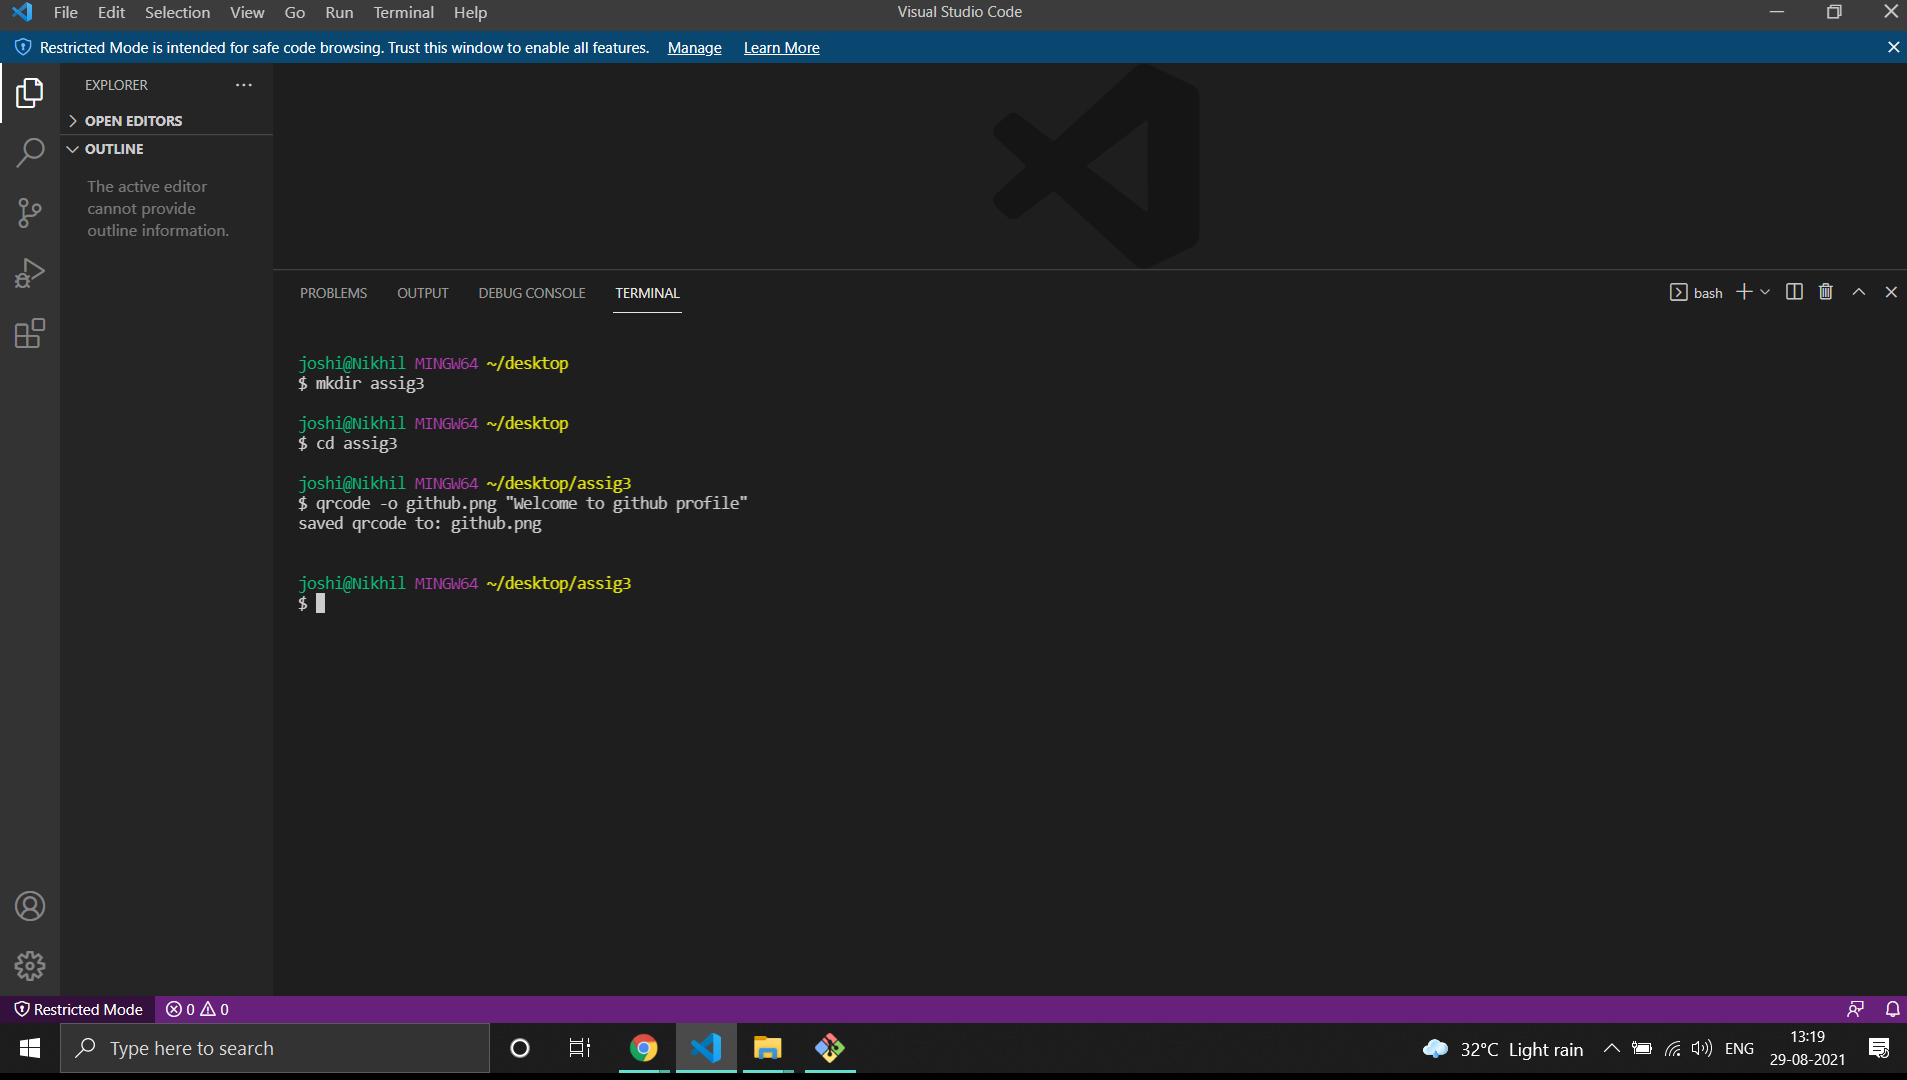 File Edit Selection View Go Run Terminal Help
Visual Studio Code
Restricted Mode is intended for safe code browsing. Trust this window to enable all features. Manage Learn More
EXPLORER
OPEN EDITORS
OUTLINE
The active editor
cannot provide
outline information.
PROBLEMS OUTPUT DEBUG CONSOLE TERMINAL
bash
joshi@Nikhil MINGW64 ~/desktop
$ mkdir assig3
joshi@Nikhil MINGW64 ~/desktop
$ cd assig3
joshi@Nikhil MINGW64 ~/desktop/assig3
$ qrcode -o github.png "Welcome to github profile"
saved qrcode to: github.png
joshi@Nikhil MINGW64 ~/desktop/assig3
$
Restricted Mode 0 0
Type here to search
32°C Light rain
ENG
13:19
29-08-2021